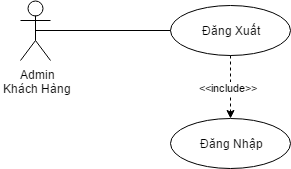 Đăng Xuất
Admin
Khách Hàng
<<include>>
Đăng Nhập